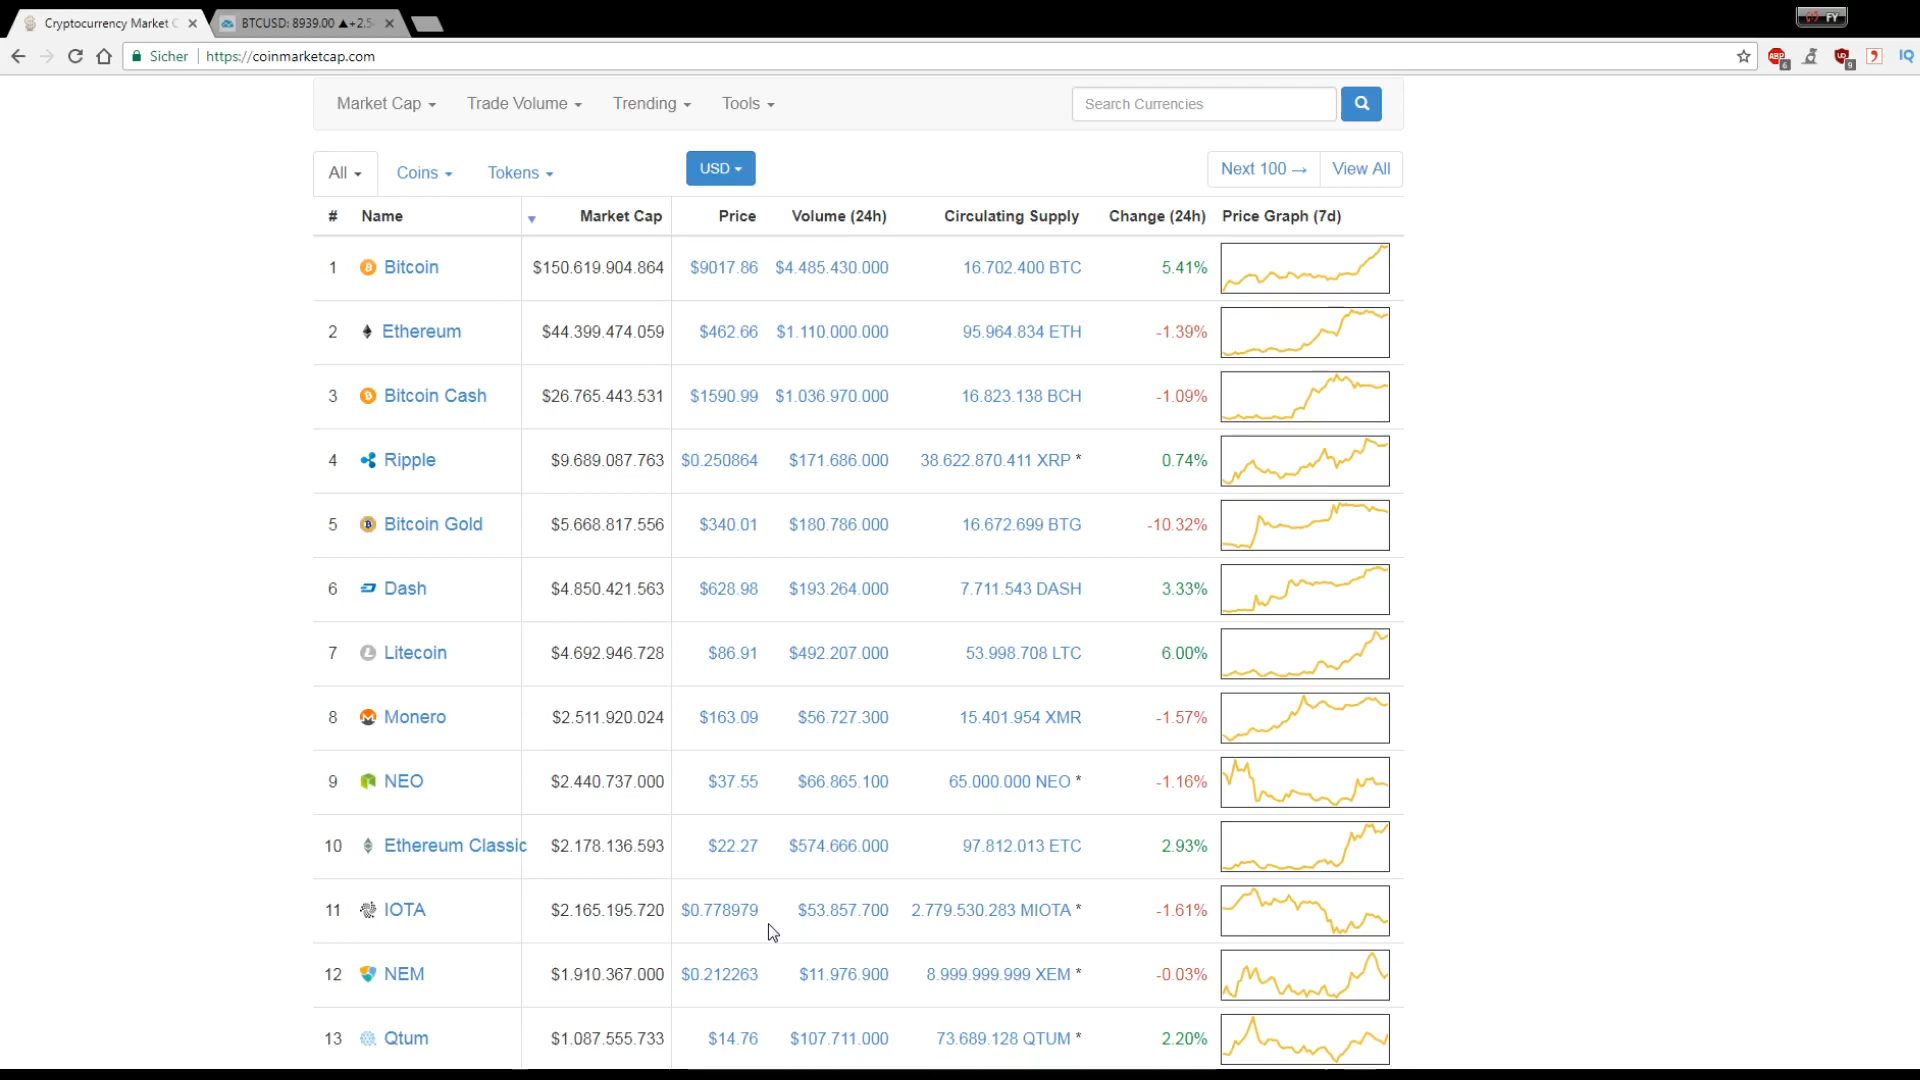 Cryptocurrency Market C
BTCUSD: 8939.00 ▲+2.5
FY
Sicher | https://coinmarketcap.com
ABP 6 9 IQ
Market Cap Trade Volume Trending Tools Search Currencies
All Coins Tokens USD Next 100 → View All
# Name Market Cap Price Volume (24h) Circulating Supply Change (24h) Price Graph (7d)
1 Bitcoin $150.619.904.864 $9017.86 $4.485.430.000 16.702.400 BTC 5.41%
2 Ethereum $44.399.474.059 $462.66 $1.110.000.000 95.964.834 ETH -1.39%
3 Bitcoin Cash $26.765.443.531 $1590.99 $1.036.970.000 16.823.138 BCH -1.09%
4 Ripple $9.689.087.763 $0.250864 $171.686.000 38.622.870.411 XRP * 0.74%
5 Bitcoin Gold $5.668.817.556 $340.01 $180.786.000 16.672.699 BTG -10.32%
6 Dash $4.850.421.563 $628.98 $193.264.000 7.711.543 DASH 3.33%
7 Litecoin $4.692.946.728 $86.91 $492.207.000 53.998.708 LTC 6.00%
8 Monero $2.511.920.024 $163.09 $56.727.300 15.401.954 XMR -1.57%
9 NEO $2.440.737.000 $37.55 $66.865.100 65.000.000 NEO * -1.16%
10 Ethereum Classic $2.178.136.593 $22.27 $574.666.000 97.812.013 ETC 2.93%
11 IOTA $2.165.195.720 $0.778979 $53.857.700 2.779.530.283 MIOTA * -1.61%
12 NEM $1.910.367.000 $0.212263 $11.976.900 8.999.999.999 XEM * -0.03%
13 Qtum $1.087.555.733 $14.76 $107.711.000 73.689.128 QTUM * 2.20%